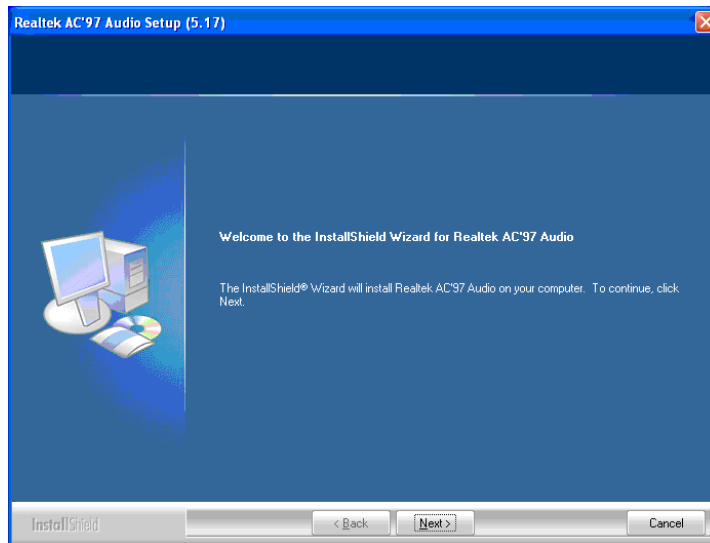 Realtek AC'97 Audio Setup (5.17)
Welcome to the InstallShield Wizard for Realtek AC'97 Audio
The InstallShield® Wizard will install Realtek AC'97 Audio on your computer. To continue, click
Next.
InstallShield
< Back
Next >
Cancel